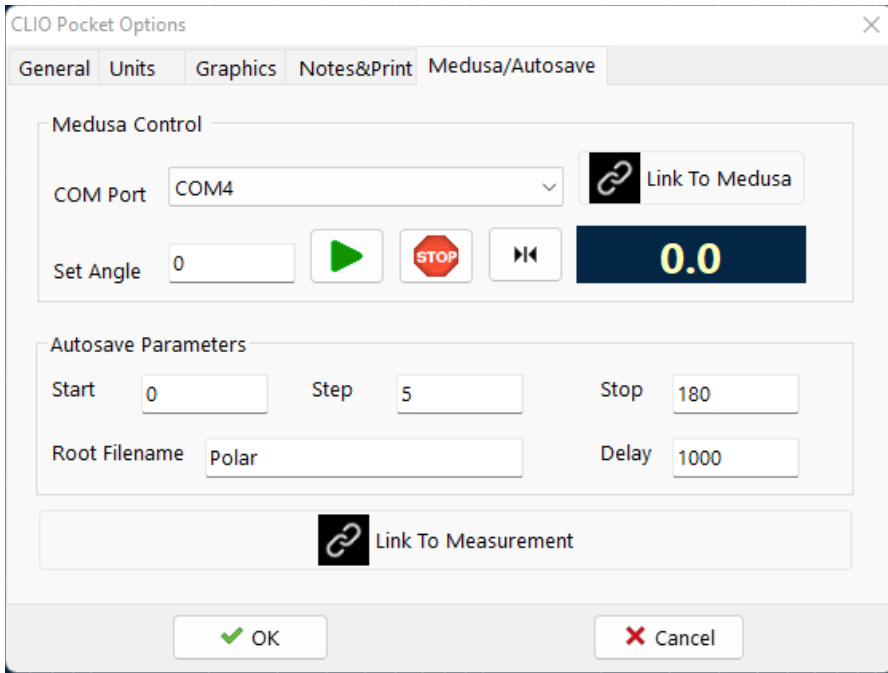 CLIO Pocket Options
General Units Graphics Notes&Print Medusa/Autosave
Medusa Control
COM Port COM4 Link To Medusa
Set Angle 0 STOP 0.0
Autosave Parameters
Start 0 Step 5 Stop 180
Root Filename Polar Delay 1000
Link To Measurement
OK Cancel